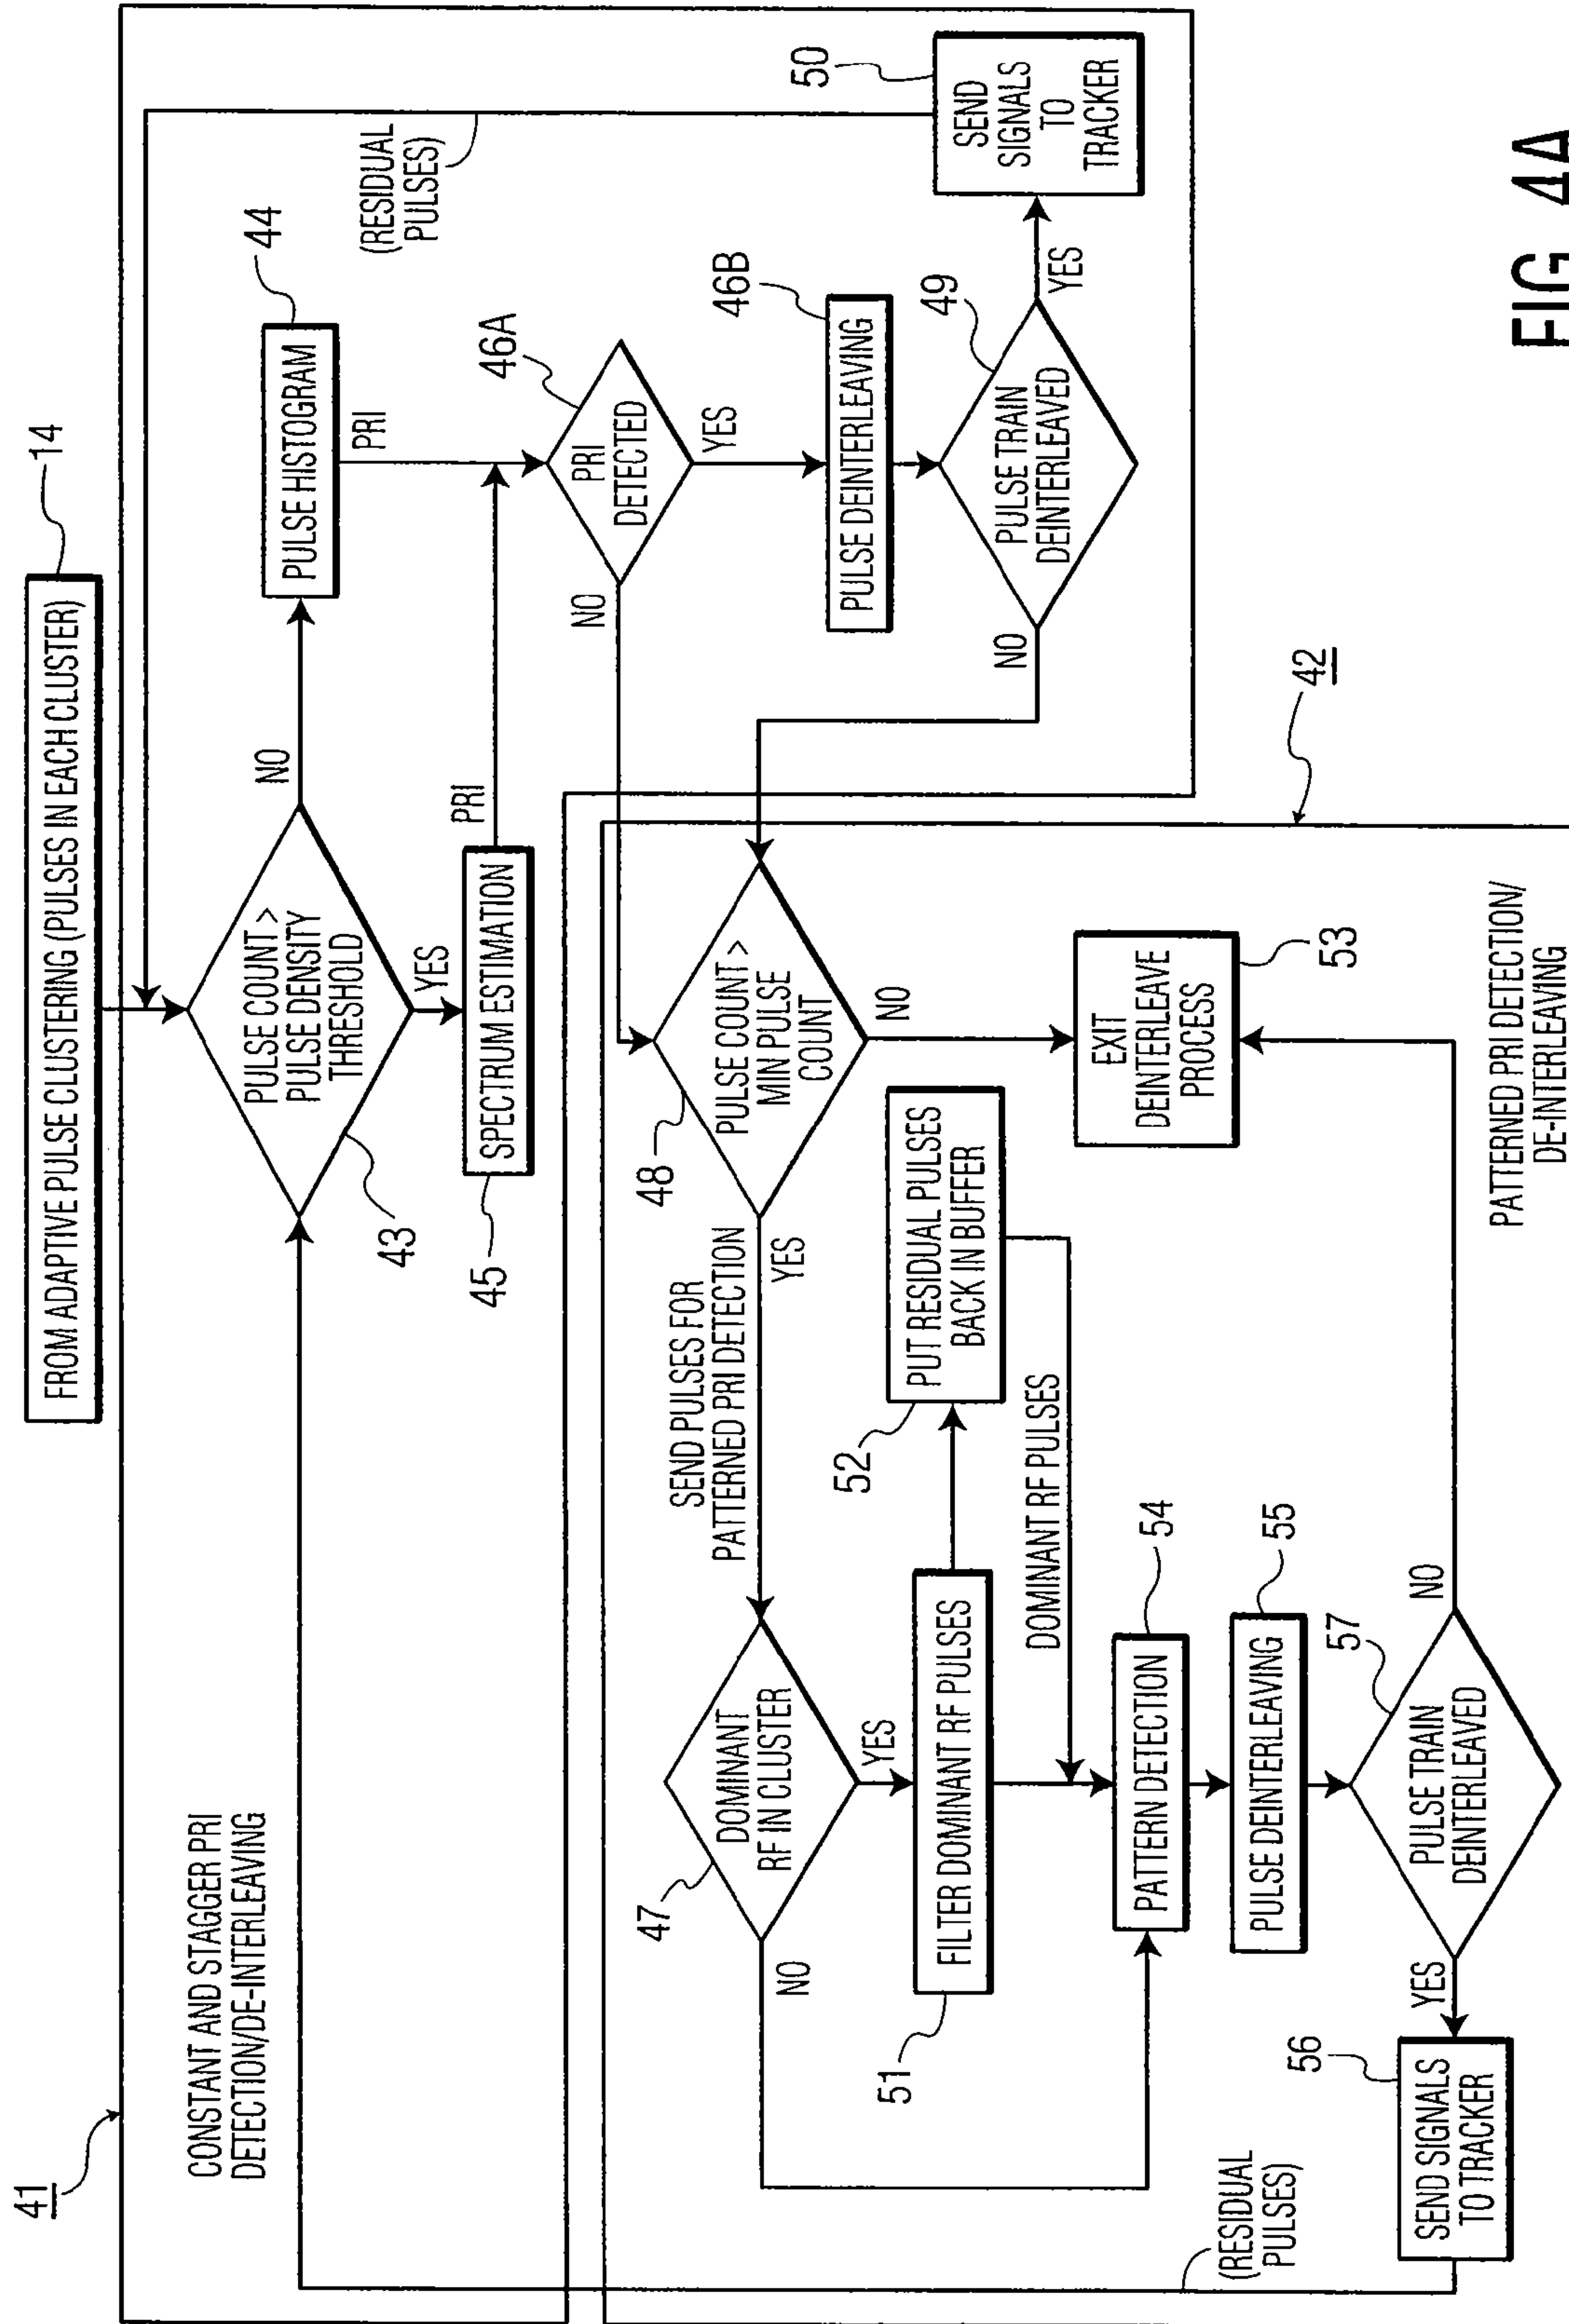 FROM ADAPTIVE PULSE CLUSTERING (PULSES IN EACH CLUSTER)
14
41
CONSTANT AND STAGGER PRI
DETECTION/DE-INTERLEAVING
PULSE COUNT >
PULSE DENSITY
THRESHOLD
43
NO
YES
PULSE HISTOGRAM
44
PRI
SPECTRUM ESTIMATION
45
PRI
(RESIDUAL
PULSES)
PRI
DETECTED
46A
NO
YES
PULSE DEINTERLEAVING
46B
PULSE TRAIN
DEINTERLEAVED
49
NO
YES
SEND
SIGNALS
TO
TRACKER
50
42
PULSE COUNT >
MIN PULSE
COUNT
48
NO
YES
SEND PULSES FOR
PATTERNED PRI DETECTION
DOMINANT
RF IN CLUSTER
47
YES
NO
FILTER DOMINANT RF PULSES
51
PUT RESIDUAL PULSES
BACK IN BUFFER
52
DOMINANT RF PULSES
EXIT
DEINTERLEAVE
PROCESS
53
PATTERN DETECTION
54
PULSE DEINTERLEAVING
55
PULSE TRAIN
DEINTERLEAVED
57
NO
YES
SEND SIGNALS
TO TRACKER
56
(RESIDUAL
PULSES)
PATTERNED PRI DETECTION/
DE-INTERLEAVING
FIG. 4A